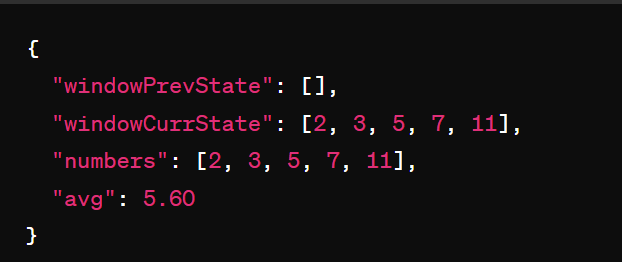 {
"windowPrevState": [],
"windowCurrState": [2, 3, 5, 7, 11],
"numbers": [2, 3, 5, 7, 11],
"avg": 5.60
}